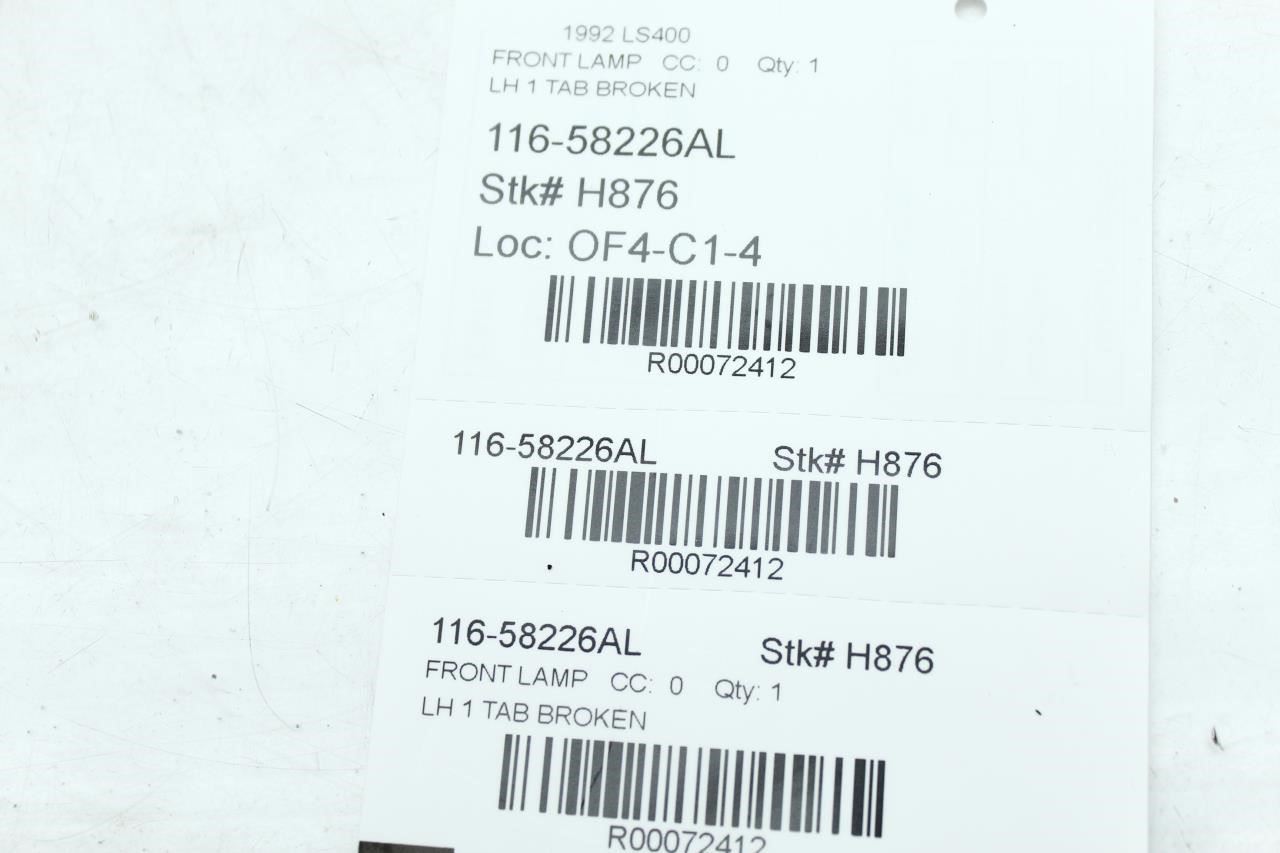 1992 LS400
FRONT LAMP CC: 0 Qty: 1
LH 1 TAB BROKEN
116-58226AL
Stk# H876
Loc: OF4-C1-4
R00072412
116-58226AL Stk# H876
R00072412
116-58226AL Stk# H876
FRONT LAMP CC: 0 Qty: 1
LH 1 TAB BROKEN
R00072412